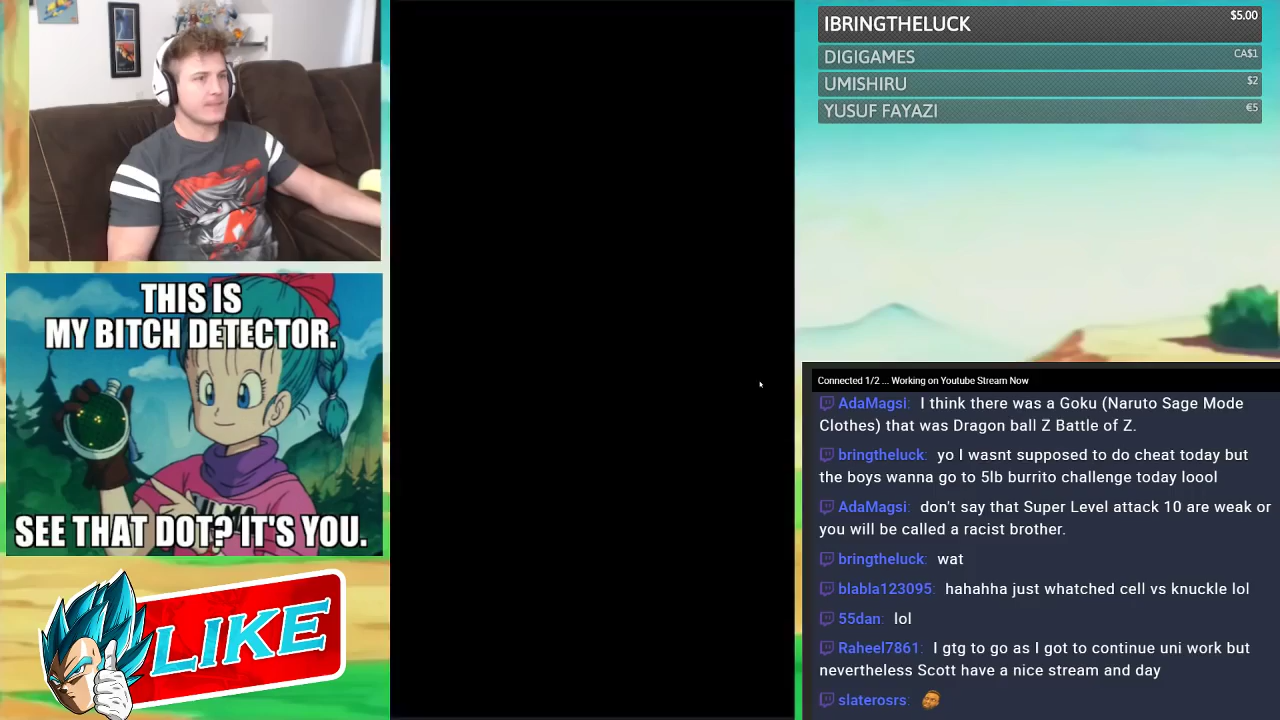 THIS IS
MY BITCH DETECTOR.
SEE THAT DOT? IT'S YOU.
LIKE
IBRINGTHELUCK $5.00
DIGIGAMES CA$1
UMISHIRU $2
YUSUF FAYAZI €5
Connected 1/2 ... Working on Youtube Stream Now
AdaMagsi: I think there was a Goku (Naruto Sage Mode
Clothes) that was Dragon ball Z Battle of Z.
bringtheluck: yo I wasnt supposed to do cheat today but
the boys wanna go to 5lb burrito challenge today loool
AdaMagsi: don't say that Super Level attack 10 are weak or
you will be called a racist brother.
bringtheluck: wat
blabla123095: hahahha just whatched cell vs knuckle lol
55dan: lol
Raheel7861: I gtg to go as I got to continue uni work but
nevertheless Scott have a nice stream and day
slaterosrs: